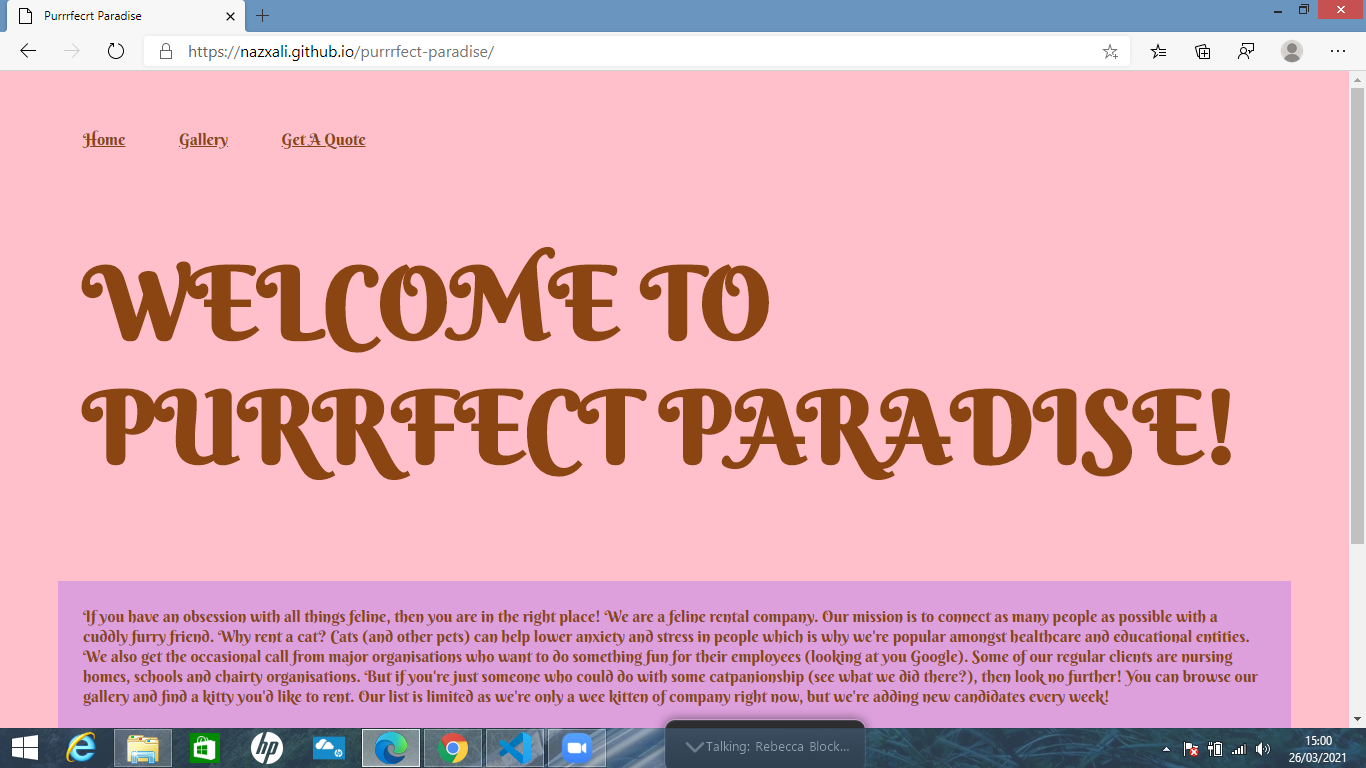 Purrrfecrt Paradise
https://nazxali.github.io/purrrfect-paradise/
Home Gallery Get A Quote
WELCOME TO
PURRFECT PARADISE!
If you have an obsession with all things feline, then you are in the right place! We are a feline rental company. Our mission is to connect as many people as possible with a
cuddly furry friend. Why rent a cat? Cats (and other pets) can help lower anxiety and stress in people which is why we're popular amongst healthcare and educational entities.
We also get the occasional call from major organisations who want to do something fun for their employees (looking at you Google). Some of our regular clients are nursing
homes, schools and chairty organisations. But if you're just someone who could do with some catpanionship (see what we did there?), then look no further! You can browse our
gallery and find a kitty you'd like to rent. Our list is limited as we're only a wee kitten of company right now, but we're adding new candidates every week!
hp
Talking: Rebecca Block...
15:00
26/03/2021